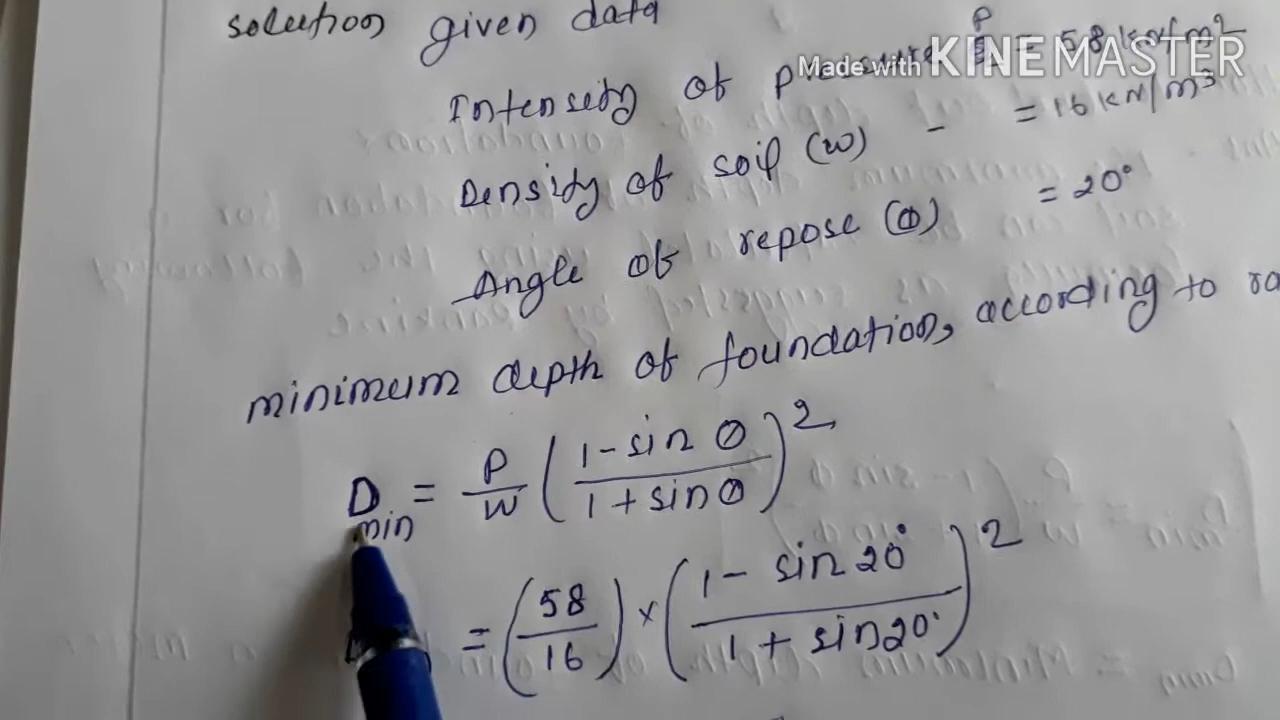 solution given data
Made with KINEMASTER
Intensity of pressure P = 58 kN/m²
Density of soil (w) - = 16 KN/m³
Angle of repose (Φ) = 20°
minimum depth of foundation, according to ra
D min = P/W (1 - sin Ø / 1 + sin Ø)²
= (58/16) × (1 - sin 20° / 1 + sin 20°)²